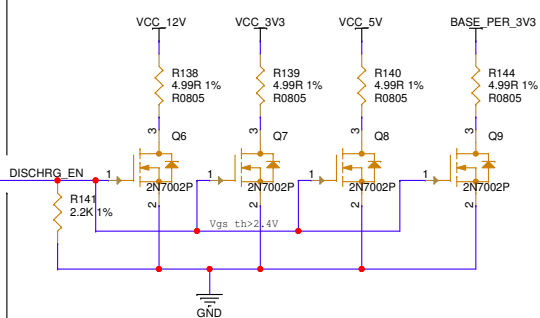 VCC_12V
VCC_3V3
VCC_5V
BASE_PER_3V3
R138
4.99R 1%
R0805
R139
4.99R 1%
R0805
R140
4.99R 1%
R0805
R144
4.99R 1%
R0805
3
Q6
3
Q7
3
Q8
3
Q9
DISCHRG_EN
1
1
1
1
2N7002P
2N7002P
2N7002P
2N7002P
R141
2.2K 1%
2
2
2
2
Vgs th>2.4V
GND